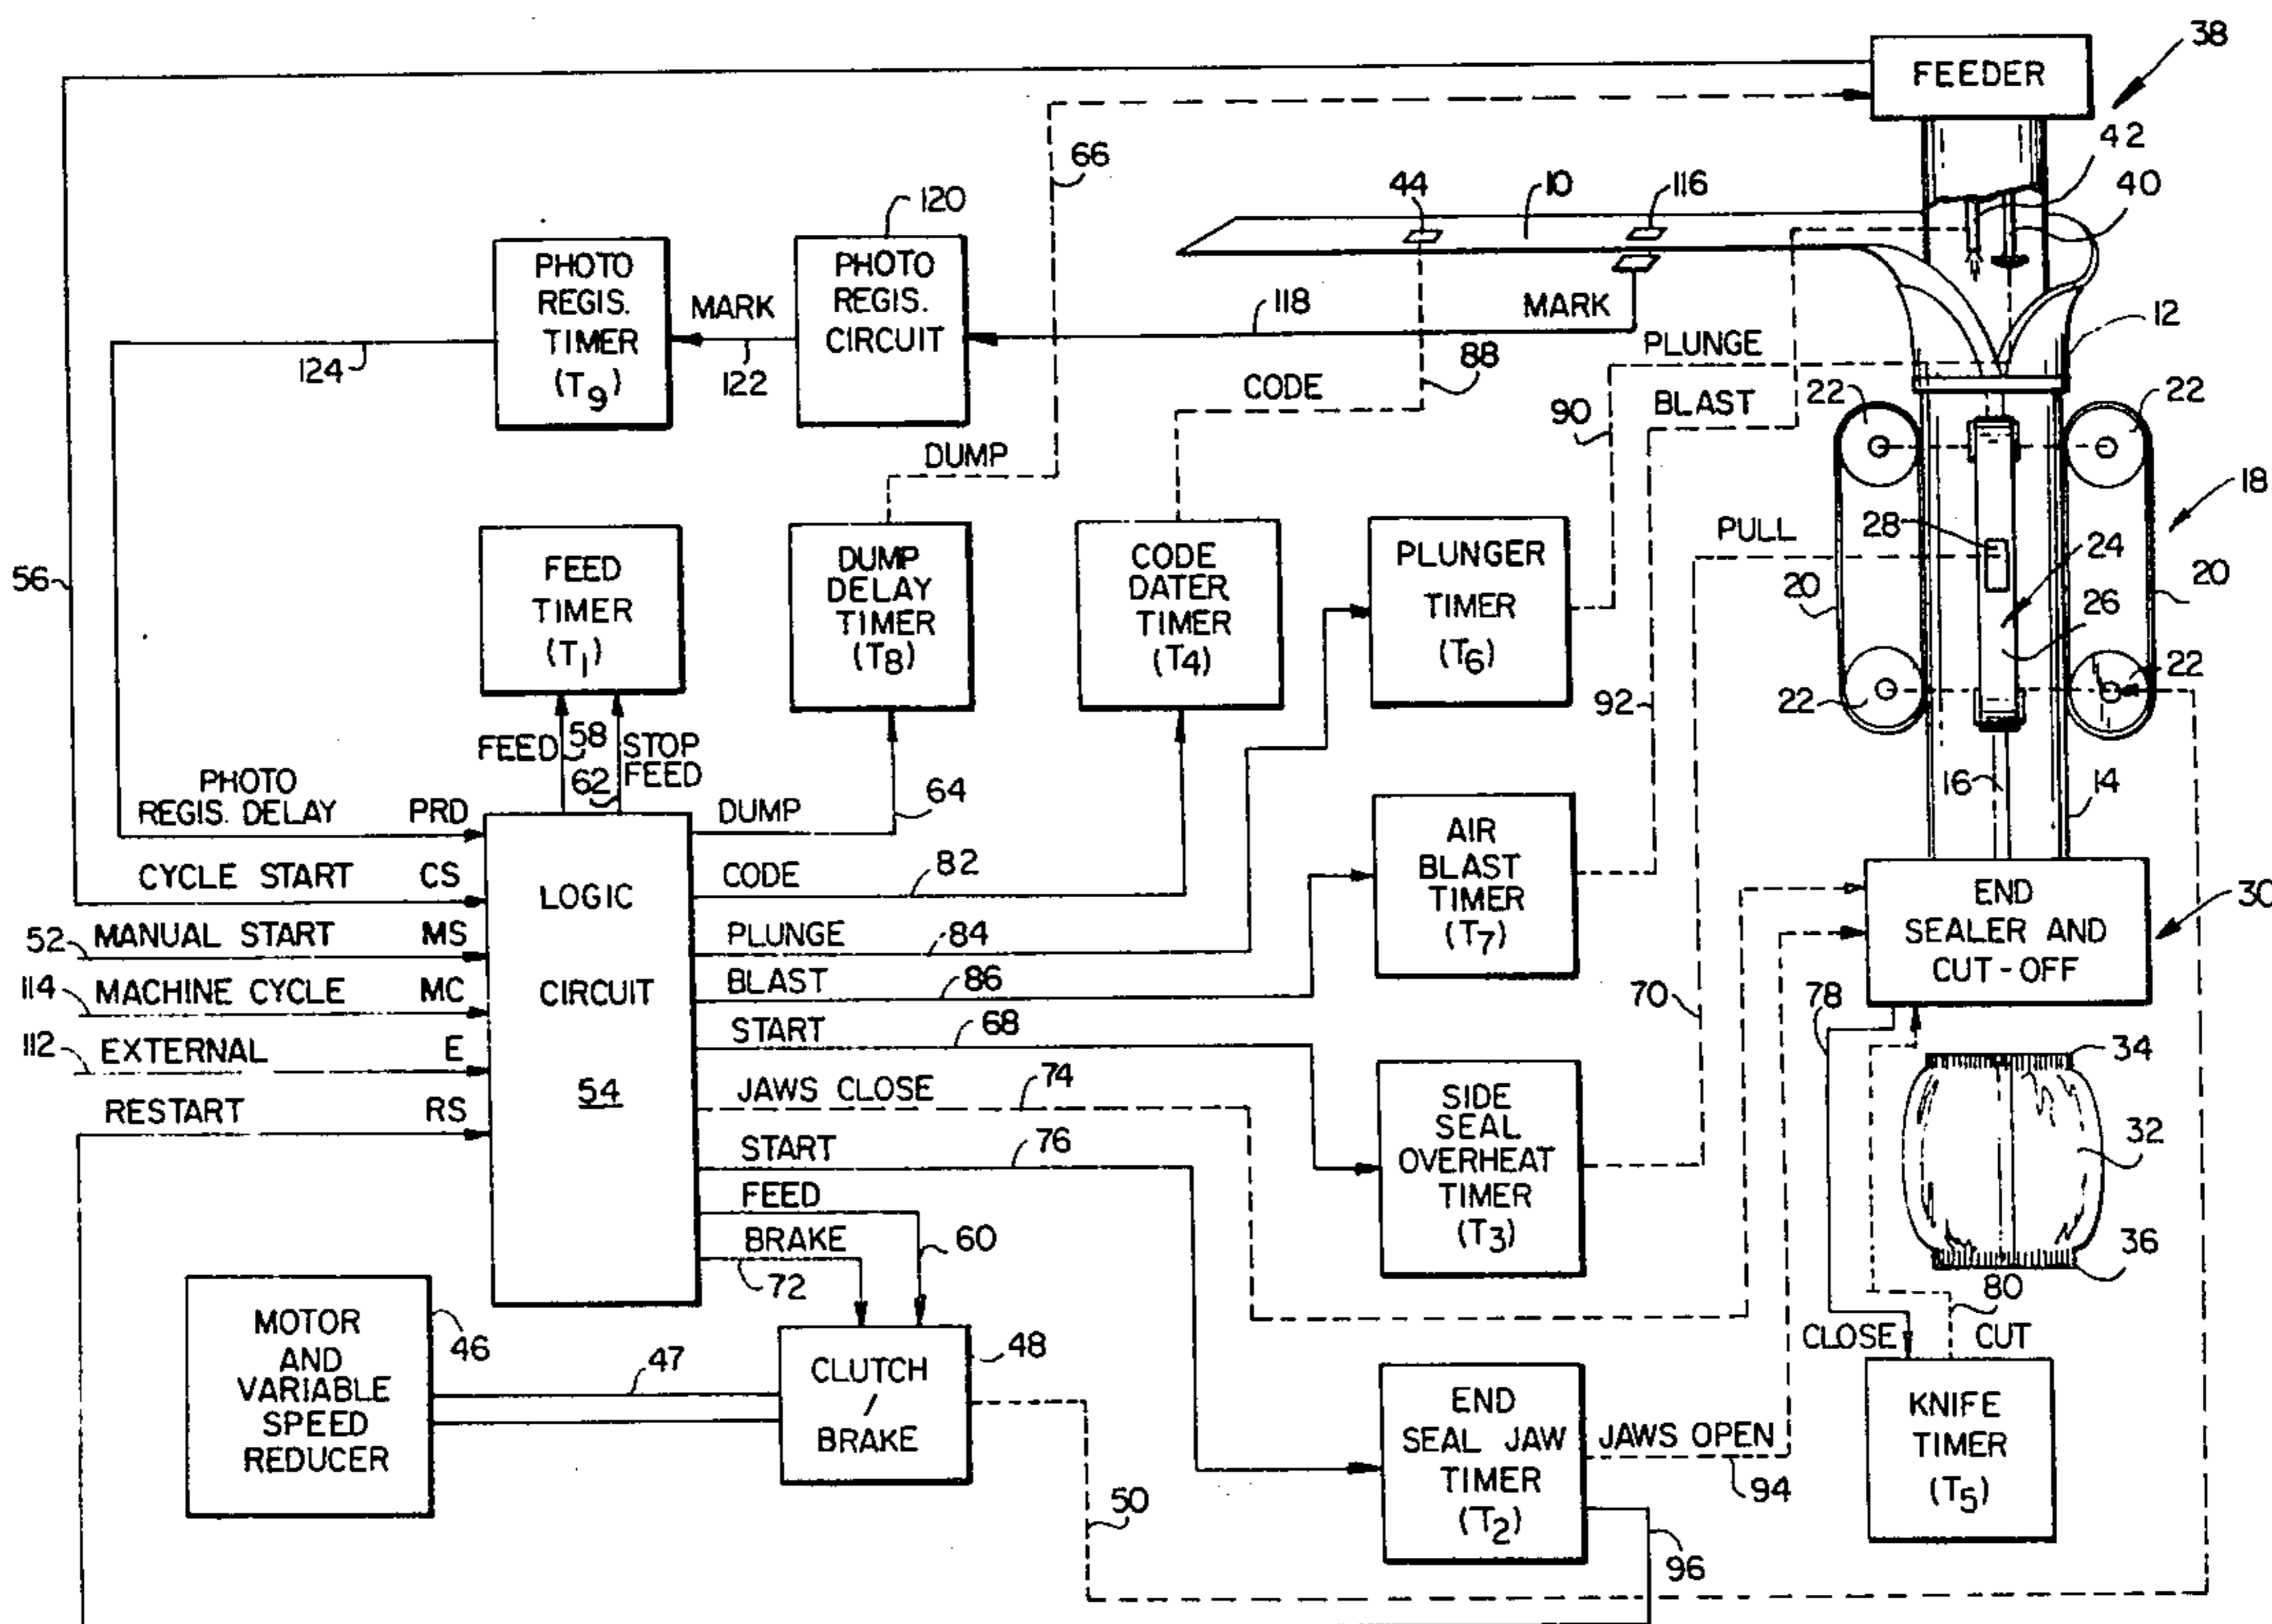 38
FEEDER
42
66
44
10
116
40
120
PHOTO
REGIS.
TIMER
(T9)
MARK
PHOTO
REGIS.
CIRCUIT
118
MARK
12
124
122
88
PLUNGE
CODE
22
BLAST
22
90
DUMP
18
PULL
28
24
56
FEED
TIMER
(T1)
DUMP
DELAY
TIMER
(T8)
CODE
DATER
TIMER
(T4)
PLUNGER
TIMER
(T6)
20
26
20
92
22
22
FEED
58
STOP
FEED
62
PHOTO
REGIS. DELAY
PRD
DUMP
64
16
14
CYCLE START
CS
LOGIC
CIRCUIT
54
CODE
82
AIR
BLAST
TIMER
(T7)
END
SEALER AND
CUT-OFF
30
52
MANUAL START
MS
PLUNGE
84
114
MACHINE CYCLE
MC
BLAST
86
70
78
START
68
112
EXTERNAL
E
34
JAWS CLOSE
74
SIDE
SEAL
OVERHEAT
TIMER
(T3)
RESTART
RS
32
START
76
FEED
BRAKE
60
36
72
80
MOTOR
AND
VARIABLE
SPEED
REDUCER
46
47
CLUTCH
/
BRAKE
48
CLOSE
CUT
END
SEAL JAW
TIMER
(T2)
JAWS OPEN
94
KNIFE
TIMER
(T5)
50
96